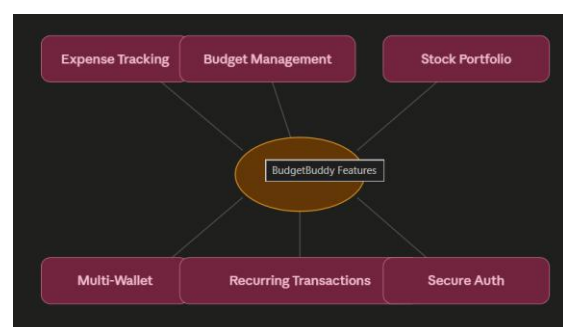 Expense Tracking
Budget Management
Stock Portfolio
BudgetBuddy Features
Multi-Wallet
Recurring Transactions
Secure Auth